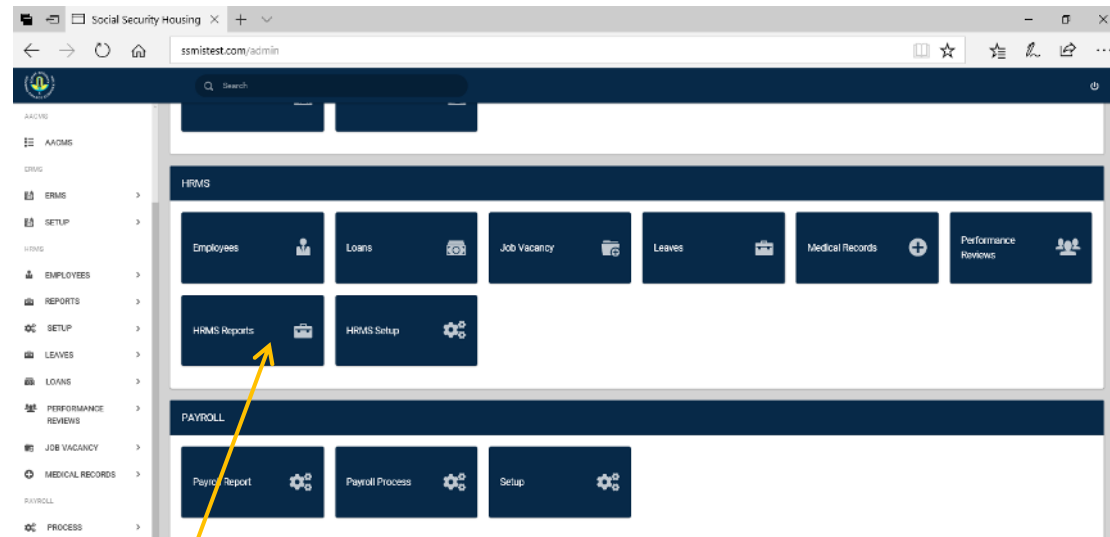 Social Security Housing
ssmistest.com/admin
Search
AACMS
AACMS
ERMS
ERMS
SETUP
HRMS
EMPLOYEES
REPORTS
SETUP
LEAVES
LOANS
PERFORMANCE
REVIEWS
JOB VACANCY
MEDICAL RECORDS
PAYROLL
PROCESS
HRMS
Employees
Loans
Job Vacancy
Leaves
Medical Records
Performance
Reviews
HRMS Reports
HRMS Setup
PAYROLL
Payroll Report
Payroll Process
Setup